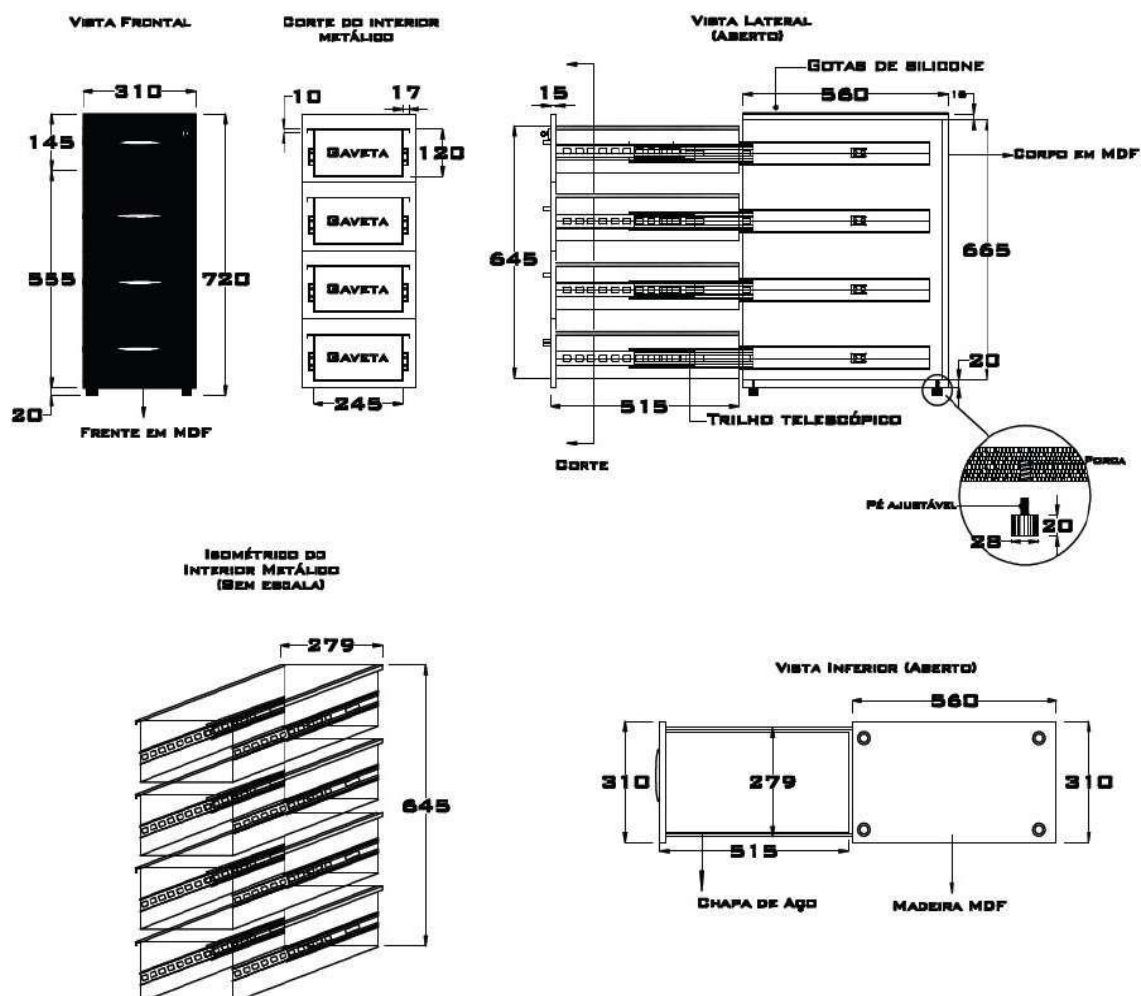 VISTA FRONTAL
CORTE DO INTERIOR
METÁLICO
VISTA LATERAL
(ABERTO)
GOTAS DE SILICONE
310
10
17
15
560
145
GAVETA
120
CORPO EM MDF
GAVETA
555
720
645
665
GAVETA
GAVETA
20
20
245
515
TRILHO TELESCÓPICO
FRENTE EM MDF
CORTE
PORCA
PÉ AJUSTÁVEL
20
28
ISOMÉTRICO DO
INTERIOR METÁLICO
(SEM ESCALA)
279
645
VISTA INFERIOR (ABERTO)
560
310
279
310
515
CHAPA DE AÇO
MADEIRA MDF